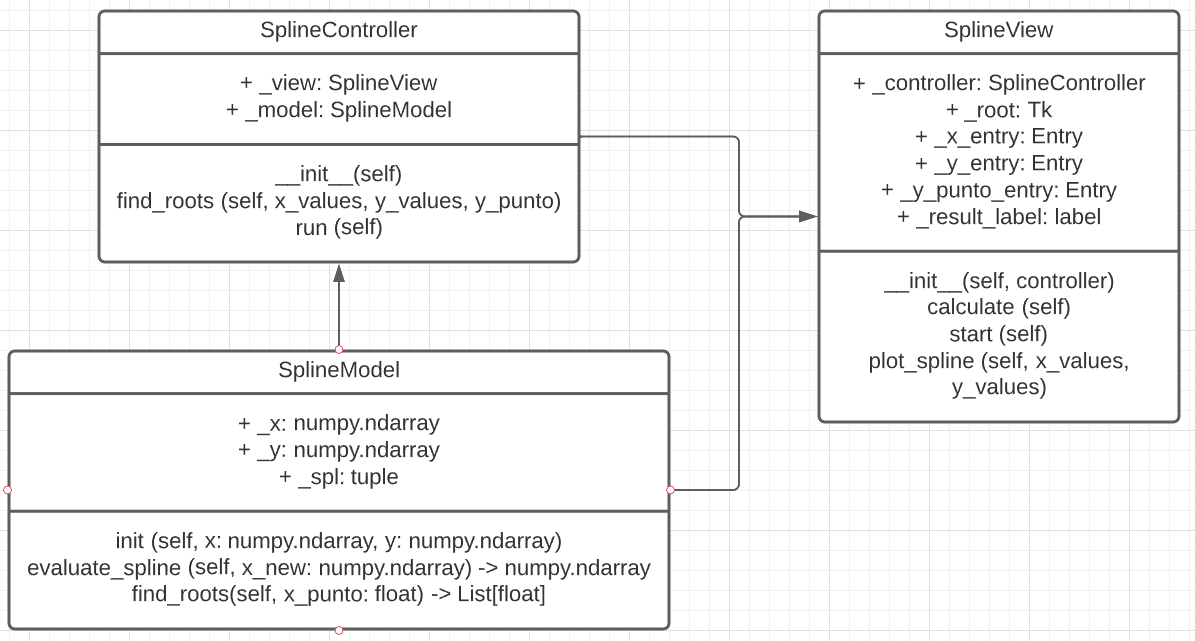 SplineController
+ _view: SplineView
+ _model: SplineModel
__init__(self)
find_roots (self, x_values, y_values, y_punto)
run (self)
SplineView
+ _controller: SplineController
+ _root: Tk
+ _x_entry: Entry
+ _y_entry: Entry
+ _y_punto_entry: Entry
+ _result_label: label
__init__(self, controller)
calculate (self)
start (self)
plot_spline (self, x_values,
y_values)
SplineModel
+ _x: numpy.ndarray
+ _y: numpy.ndarray
+ _spl: tuple
init (self, x: numpy.ndarray, y: numpy.ndarray)
evaluate_spline (self, x_new: numpy.ndarray) -> numpy.ndarray
find_roots(self, x_punto: float) -> List[float]